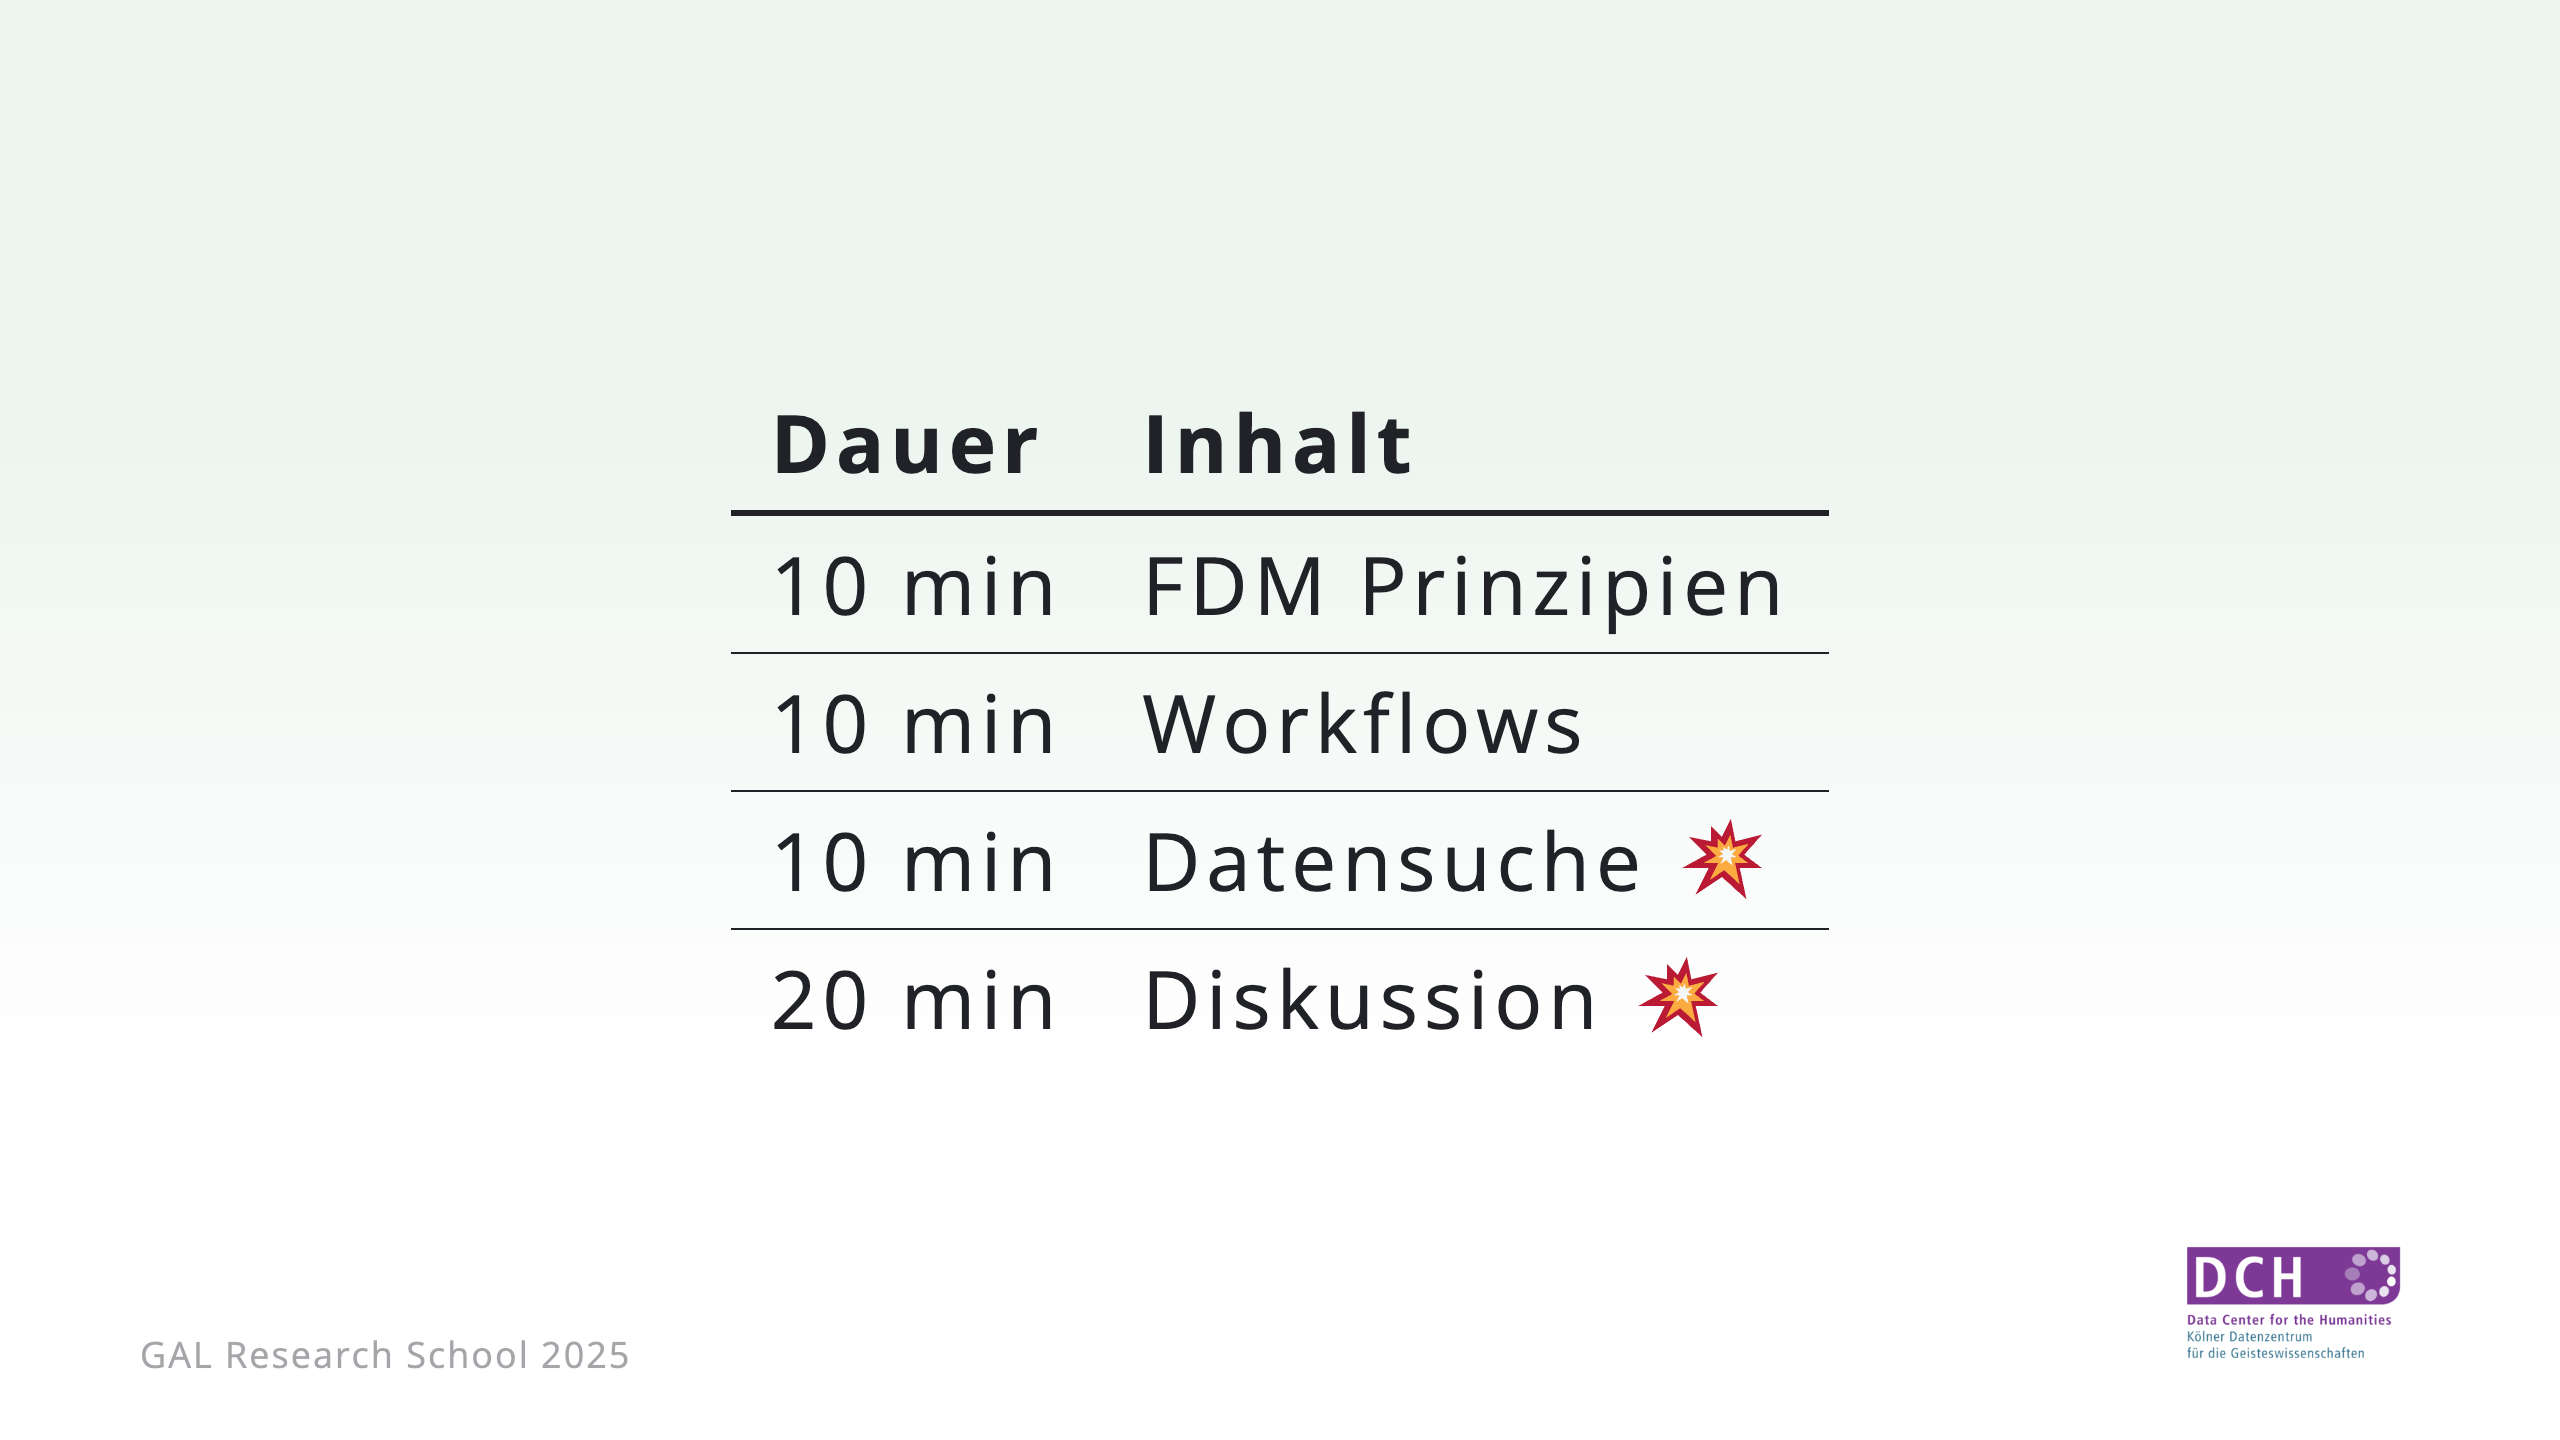 Dauer Inhalt
10 min FDM Prinzipien
10 min Workflows
10 min Datensuche 💥
20 min Diskussion 💥
GAL Research School 2025
DCH
Data Center for the Humanities
Kölner Datenzentrum
für die Geisteswissenschaften